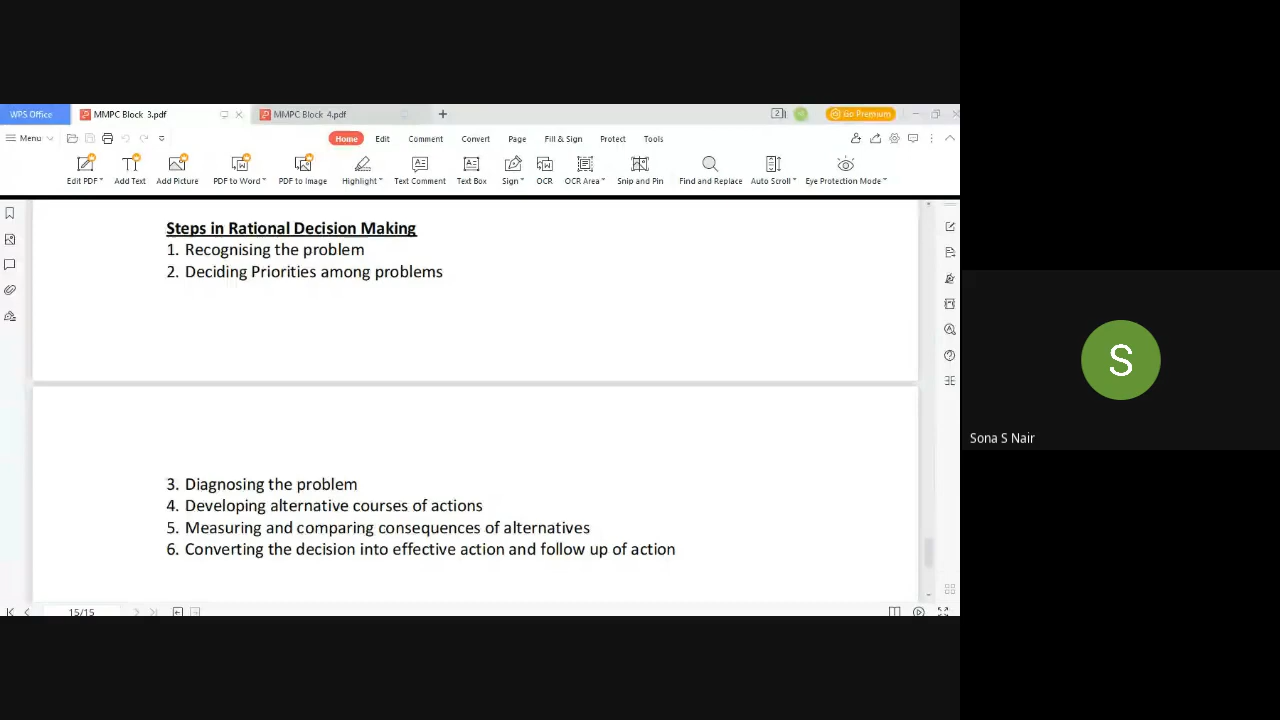 WPS Office MMPC Block 3.pdf MMPC Block 4.pdf + Go Premium
Menu Home Edit Comment Convert Page Fill & Sign Protect Tools
Edit PDF Add Text Add Picture PDF to Word PDF to Image Highlight Text Comment Text Box Sign OCR OCR Area Snip and Pin Find and Replace Auto Scroll Eye Protection Mode
Steps in Rational Decision Making
1. Recognising the problem
2. Deciding Priorities among problems
3. Diagnosing the problem
4. Developing alternative courses of actions
5. Measuring and comparing consequences of alternatives
6. Converting the decision into effective action and follow up of action
15/15
S
Sona S Nair